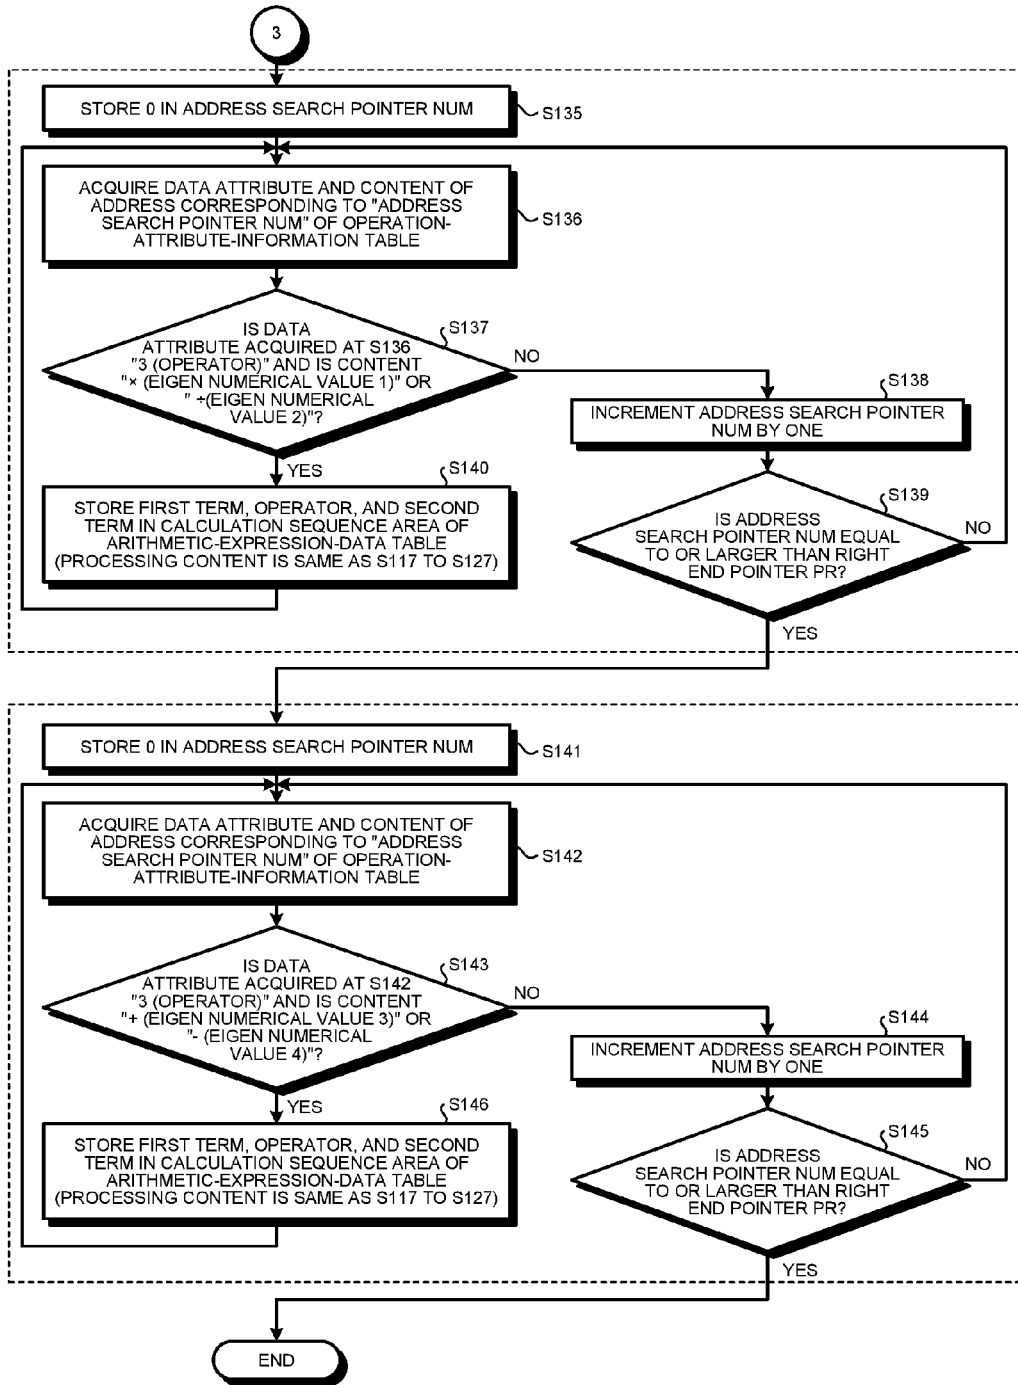 3
STORE 0 IN ADDRESS SEARCH POINTER NUM
S135
ACQUIRE DATA ATTRIBUTE AND CONTENT OF
ADDRESS CORRESPONDING TO "ADDRESS
SEARCH POINTER NUM" OF OPERATION-
ATTRIBUTE-INFORMATION TABLE
S136
IS DATA
ATTRIBUTE ACQUIRED AT S136
"3 (OPERATOR)" AND IS CONTENT
"× (EIGEN NUMERICAL VALUE 1)" OR
" ÷(EIGEN NUMERICAL
VALUE 2)"?
S137
NO
YES
S138
INCREMENT ADDRESS SEARCH POINTER
NUM BY ONE
S139
IS ADDRESS
SEARCH POINTER NUM EQUAL
TO OR LARGER THAN RIGHT
END POINTER PR?
NO
YES
S140
STORE FIRST TERM, OPERATOR, AND SECOND
TERM IN CALCULATION SEQUENCE AREA OF
ARITHMETIC-EXPRESSION-DATA TABLE
(PROCESSING CONTENT IS SAME AS S117 TO S127)
STORE 0 IN ADDRESS SEARCH POINTER NUM
S141
ACQUIRE DATA ATTRIBUTE AND CONTENT OF
ADDRESS CORRESPONDING TO "ADDRESS
SEARCH POINTER NUM" OF OPERATION-
ATTRIBUTE-INFORMATION TABLE
S142
IS DATA
ATTRIBUTE ACQUIRED AT S142
"3 (OPERATOR)" AND IS CONTENT
"+ (EIGEN NUMERICAL VALUE 3)" OR
"- (EIGEN NUMERICAL
VALUE 4)"?
S143
NO
YES
S144
INCREMENT ADDRESS SEARCH POINTER
NUM BY ONE
S145
IS ADDRESS
SEARCH POINTER NUM EQUAL
TO OR LARGER THAN RIGHT
END POINTER PR?
NO
YES
S146
STORE FIRST TERM, OPERATOR, AND SECOND
TERM IN CALCULATION SEQUENCE AREA OF
ARITHMETIC-EXPRESSION-DATA TABLE
(PROCESSING CONTENT IS SAME AS S117 TO S127)
END